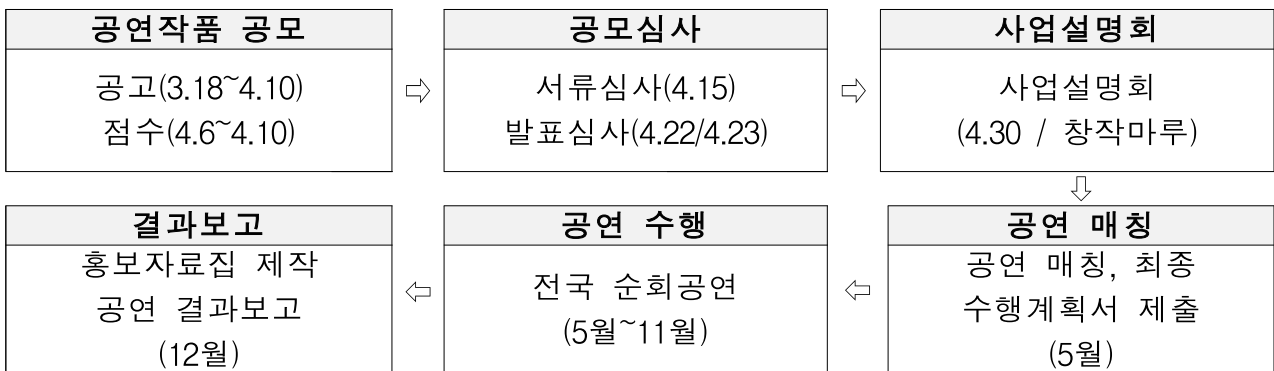 공연작품 공모
공고(3.18~4.10)
점수(4.6~4.10)
⇨
공모심사
서류심사(4.15)
발표심사(4.22/4.23)
⇨
사업설명회
사업설명회
(4.30 / 창작마루)
⇩
공연 매칭
공연 매칭, 최종
수행계획서 제출
(5월)
⇦
공연 수행
전국 순회공연
(5월~11월)
⇦
결과보고
홍보자료집 제작
공연 결과보고
(12월)